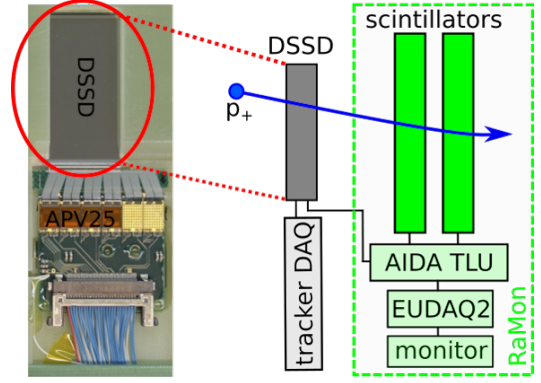 DSSD
APV25
DSSD
p+
tracker DAQ
scintillators
AIDA TLU
EUDAQ2
monitor
RaMon